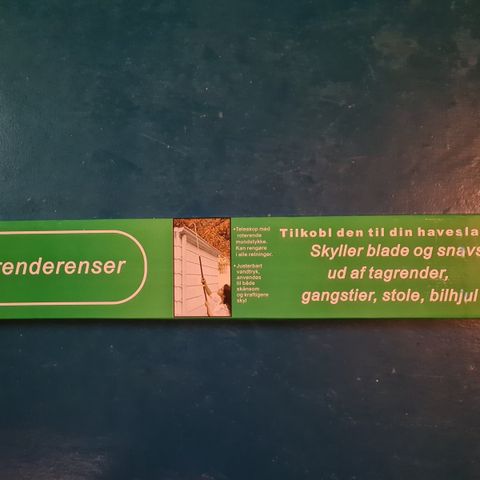 renderenser
•Teleskop med
roterende
mundstykke.
Kan rengøre
i alle retninger.
•Justerbart
vandtryk,
anvendes
til både
skånsom
og kraftigere
skyl
Tilkobl den til din havesla
Skyller blade og snavs
ud af tagrender,
gangstier, stole, bilhjul